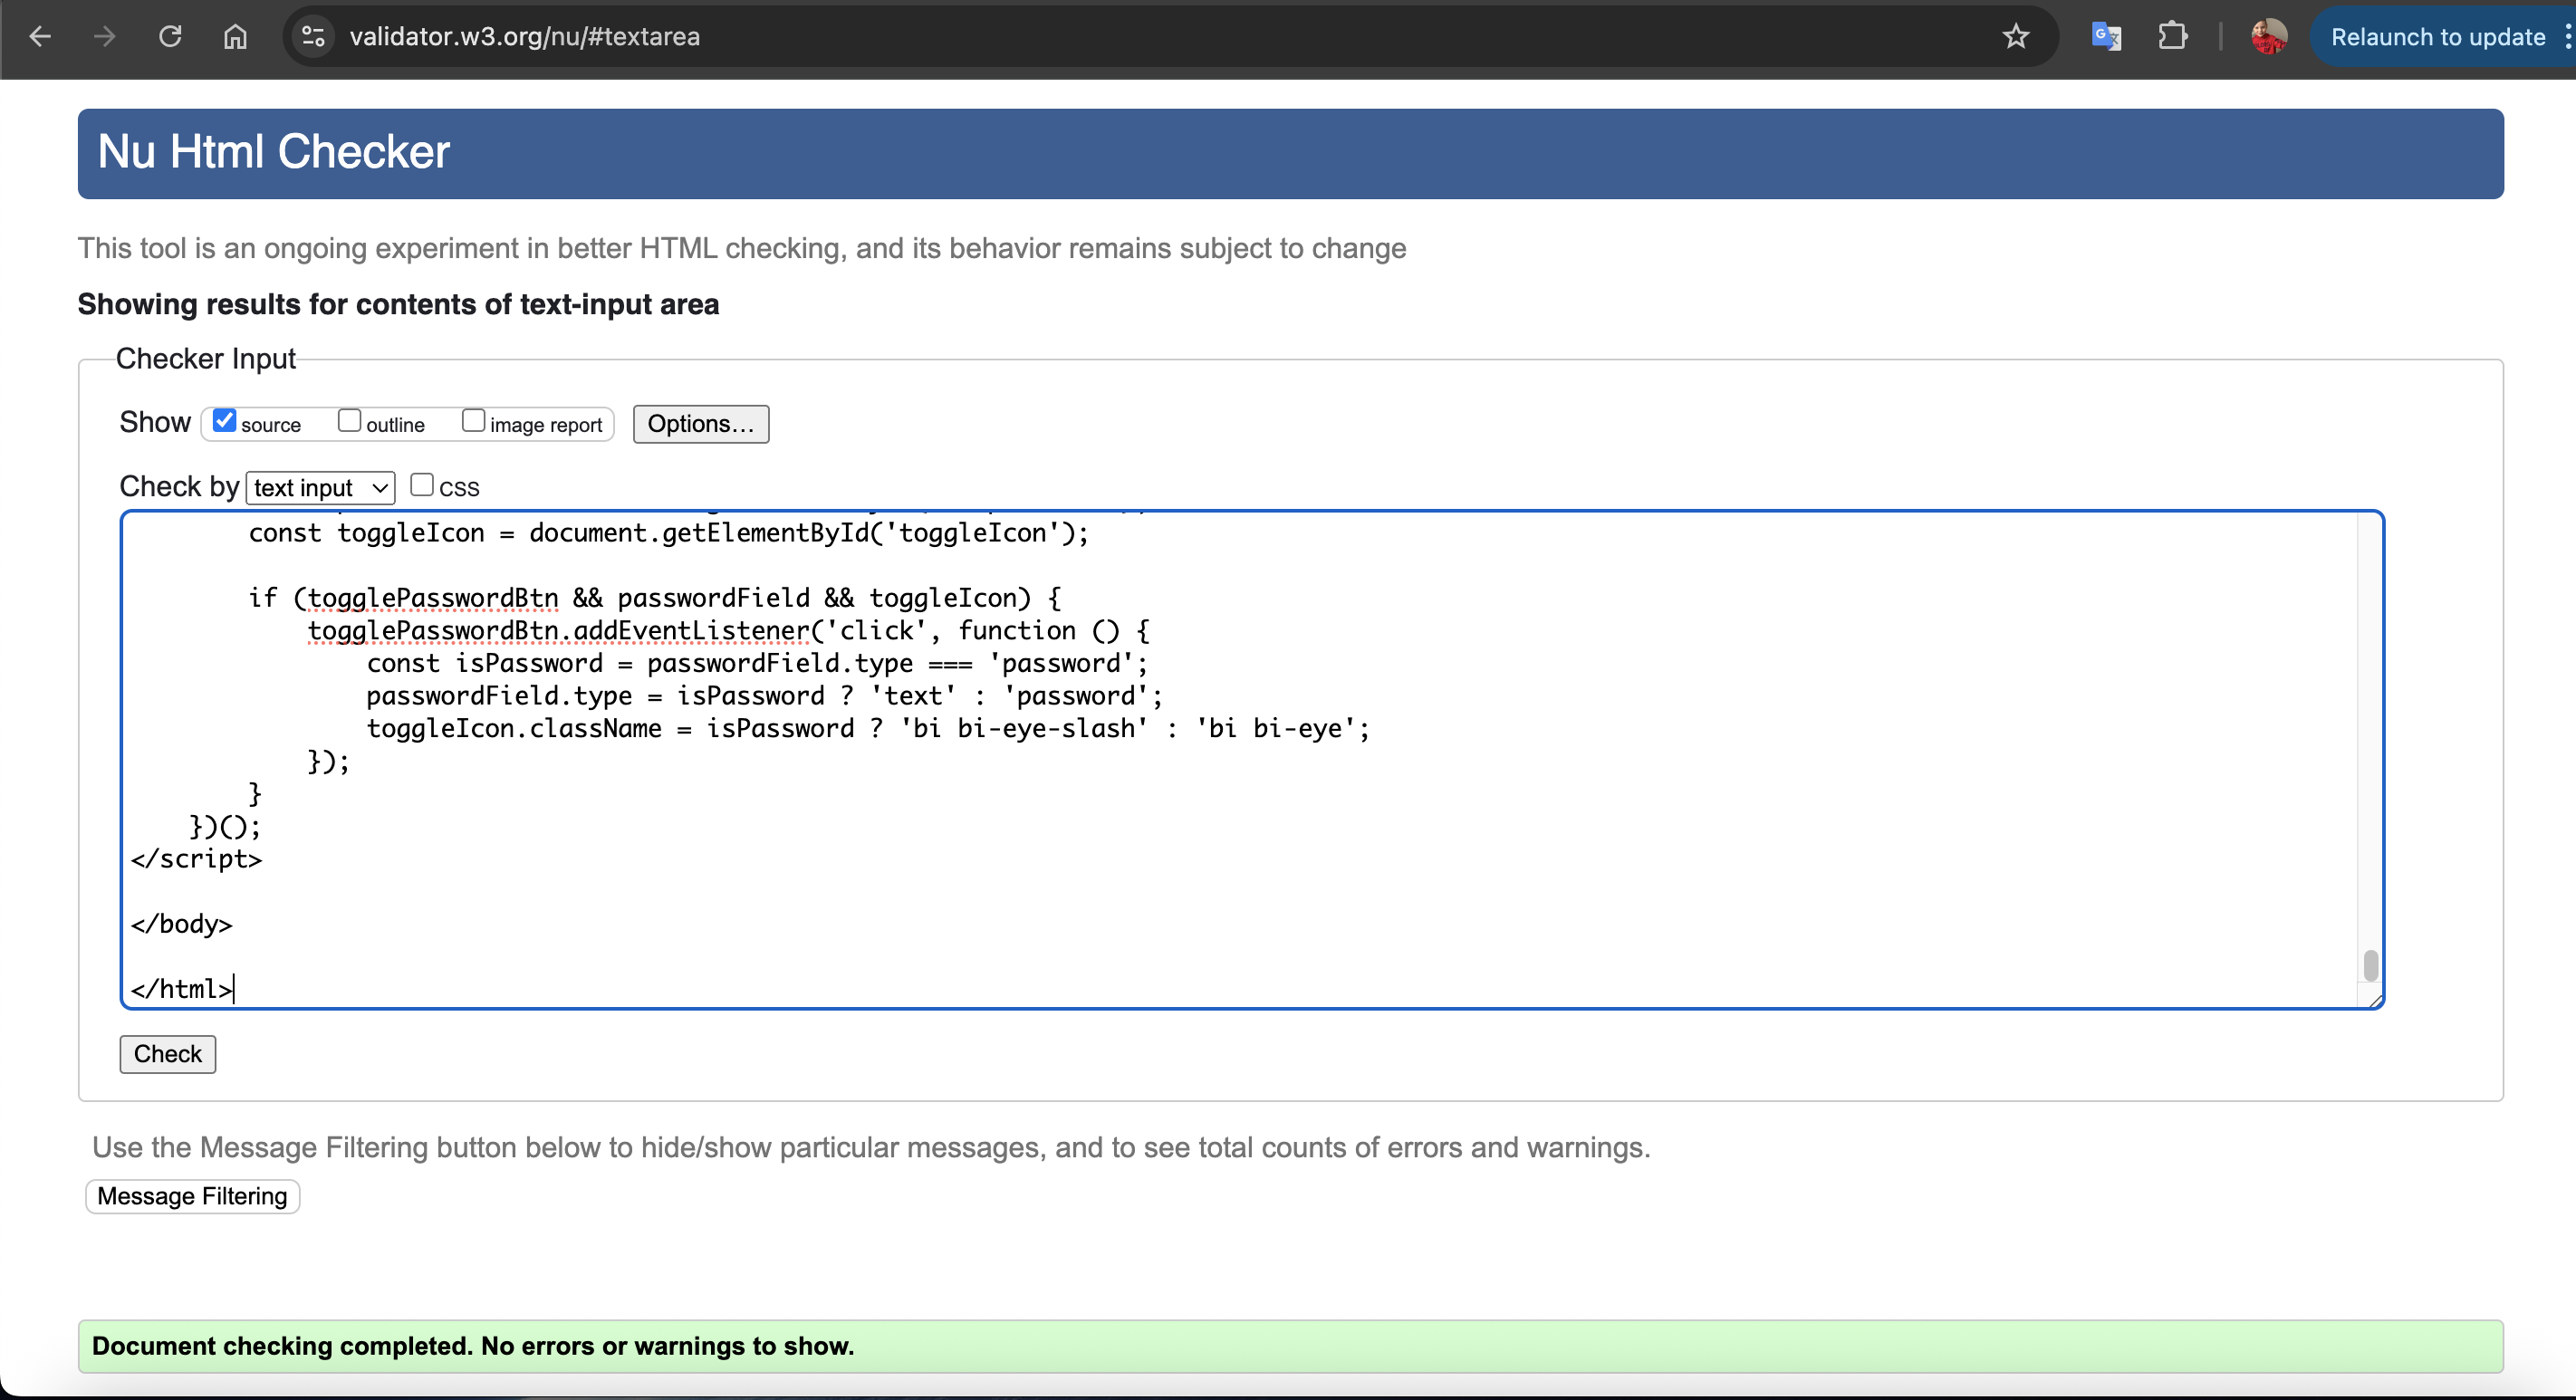 validator.w3.org/nu/#textarea
Relaunch to update
Nu Html Checker
This tool is an ongoing experiment in better HTML checking, and its behavior remains subject to change
Showing results for contents of text-input area
Checker Input
Show source outline image report Options...
Check by text input CSS
const toggleIcon = document.getElementById('toggleIcon');
if (togglePasswordBtn && passwordField && toggleIcon) {
togglePasswordBtn.addEventListener('click', function () {
const isPassword = passwordField.type === 'password';
passwordField.type = isPassword ? 'text' : 'password';
toggleIcon.className = isPassword ? 'bi bi-eye-slash' : 'bi bi-eye';
});
}
})();
</script>
</body>
</html>
Check
Use the Message Filtering button below to hide/show particular messages, and to see total counts of errors and warnings.
Message Filtering
Document checking completed. No errors or warnings to show.